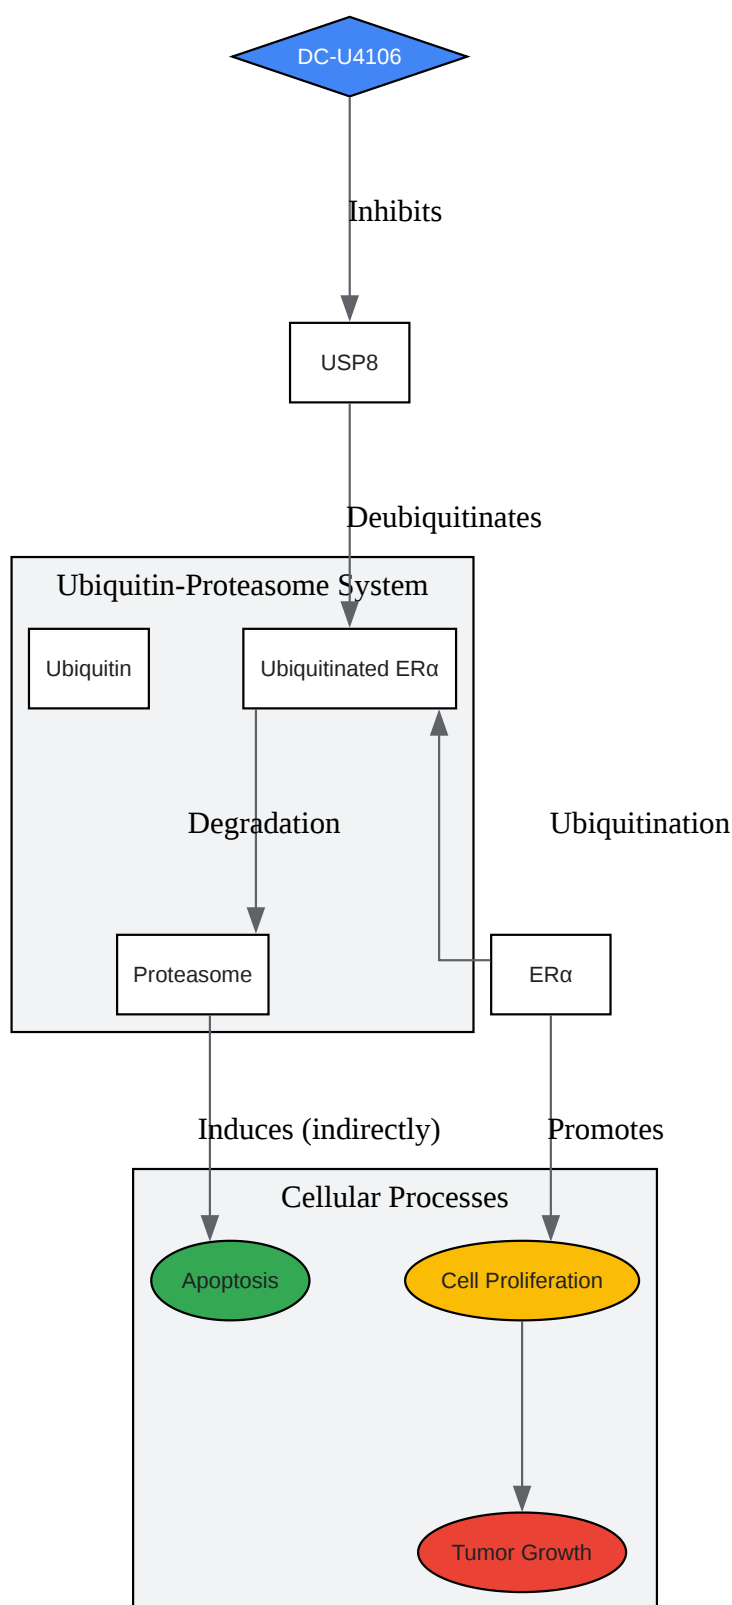 DC-U4106
Inhibits
USP8
Deubiquitinates
Ubiquitin-Proteasome System
Ubiquitin
Ubiquitinated ERα
Degradation
Ubiquitination
Proteasome
ERα
Induces (indirectly)
Promotes
Cellular Processes
Apoptosis
Cell Proliferation
Tumor Growth